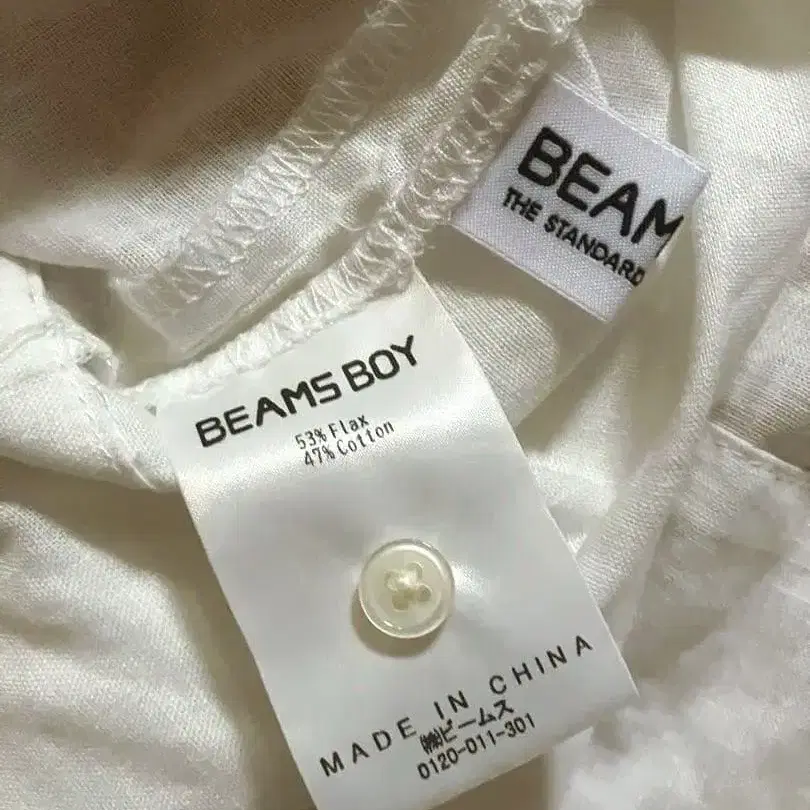 BEAM
THE STANDARD
BEAMS BOY
53% Flax
47% Cotton
MADE IN CHINA
㈱ビームス
0120-011-301